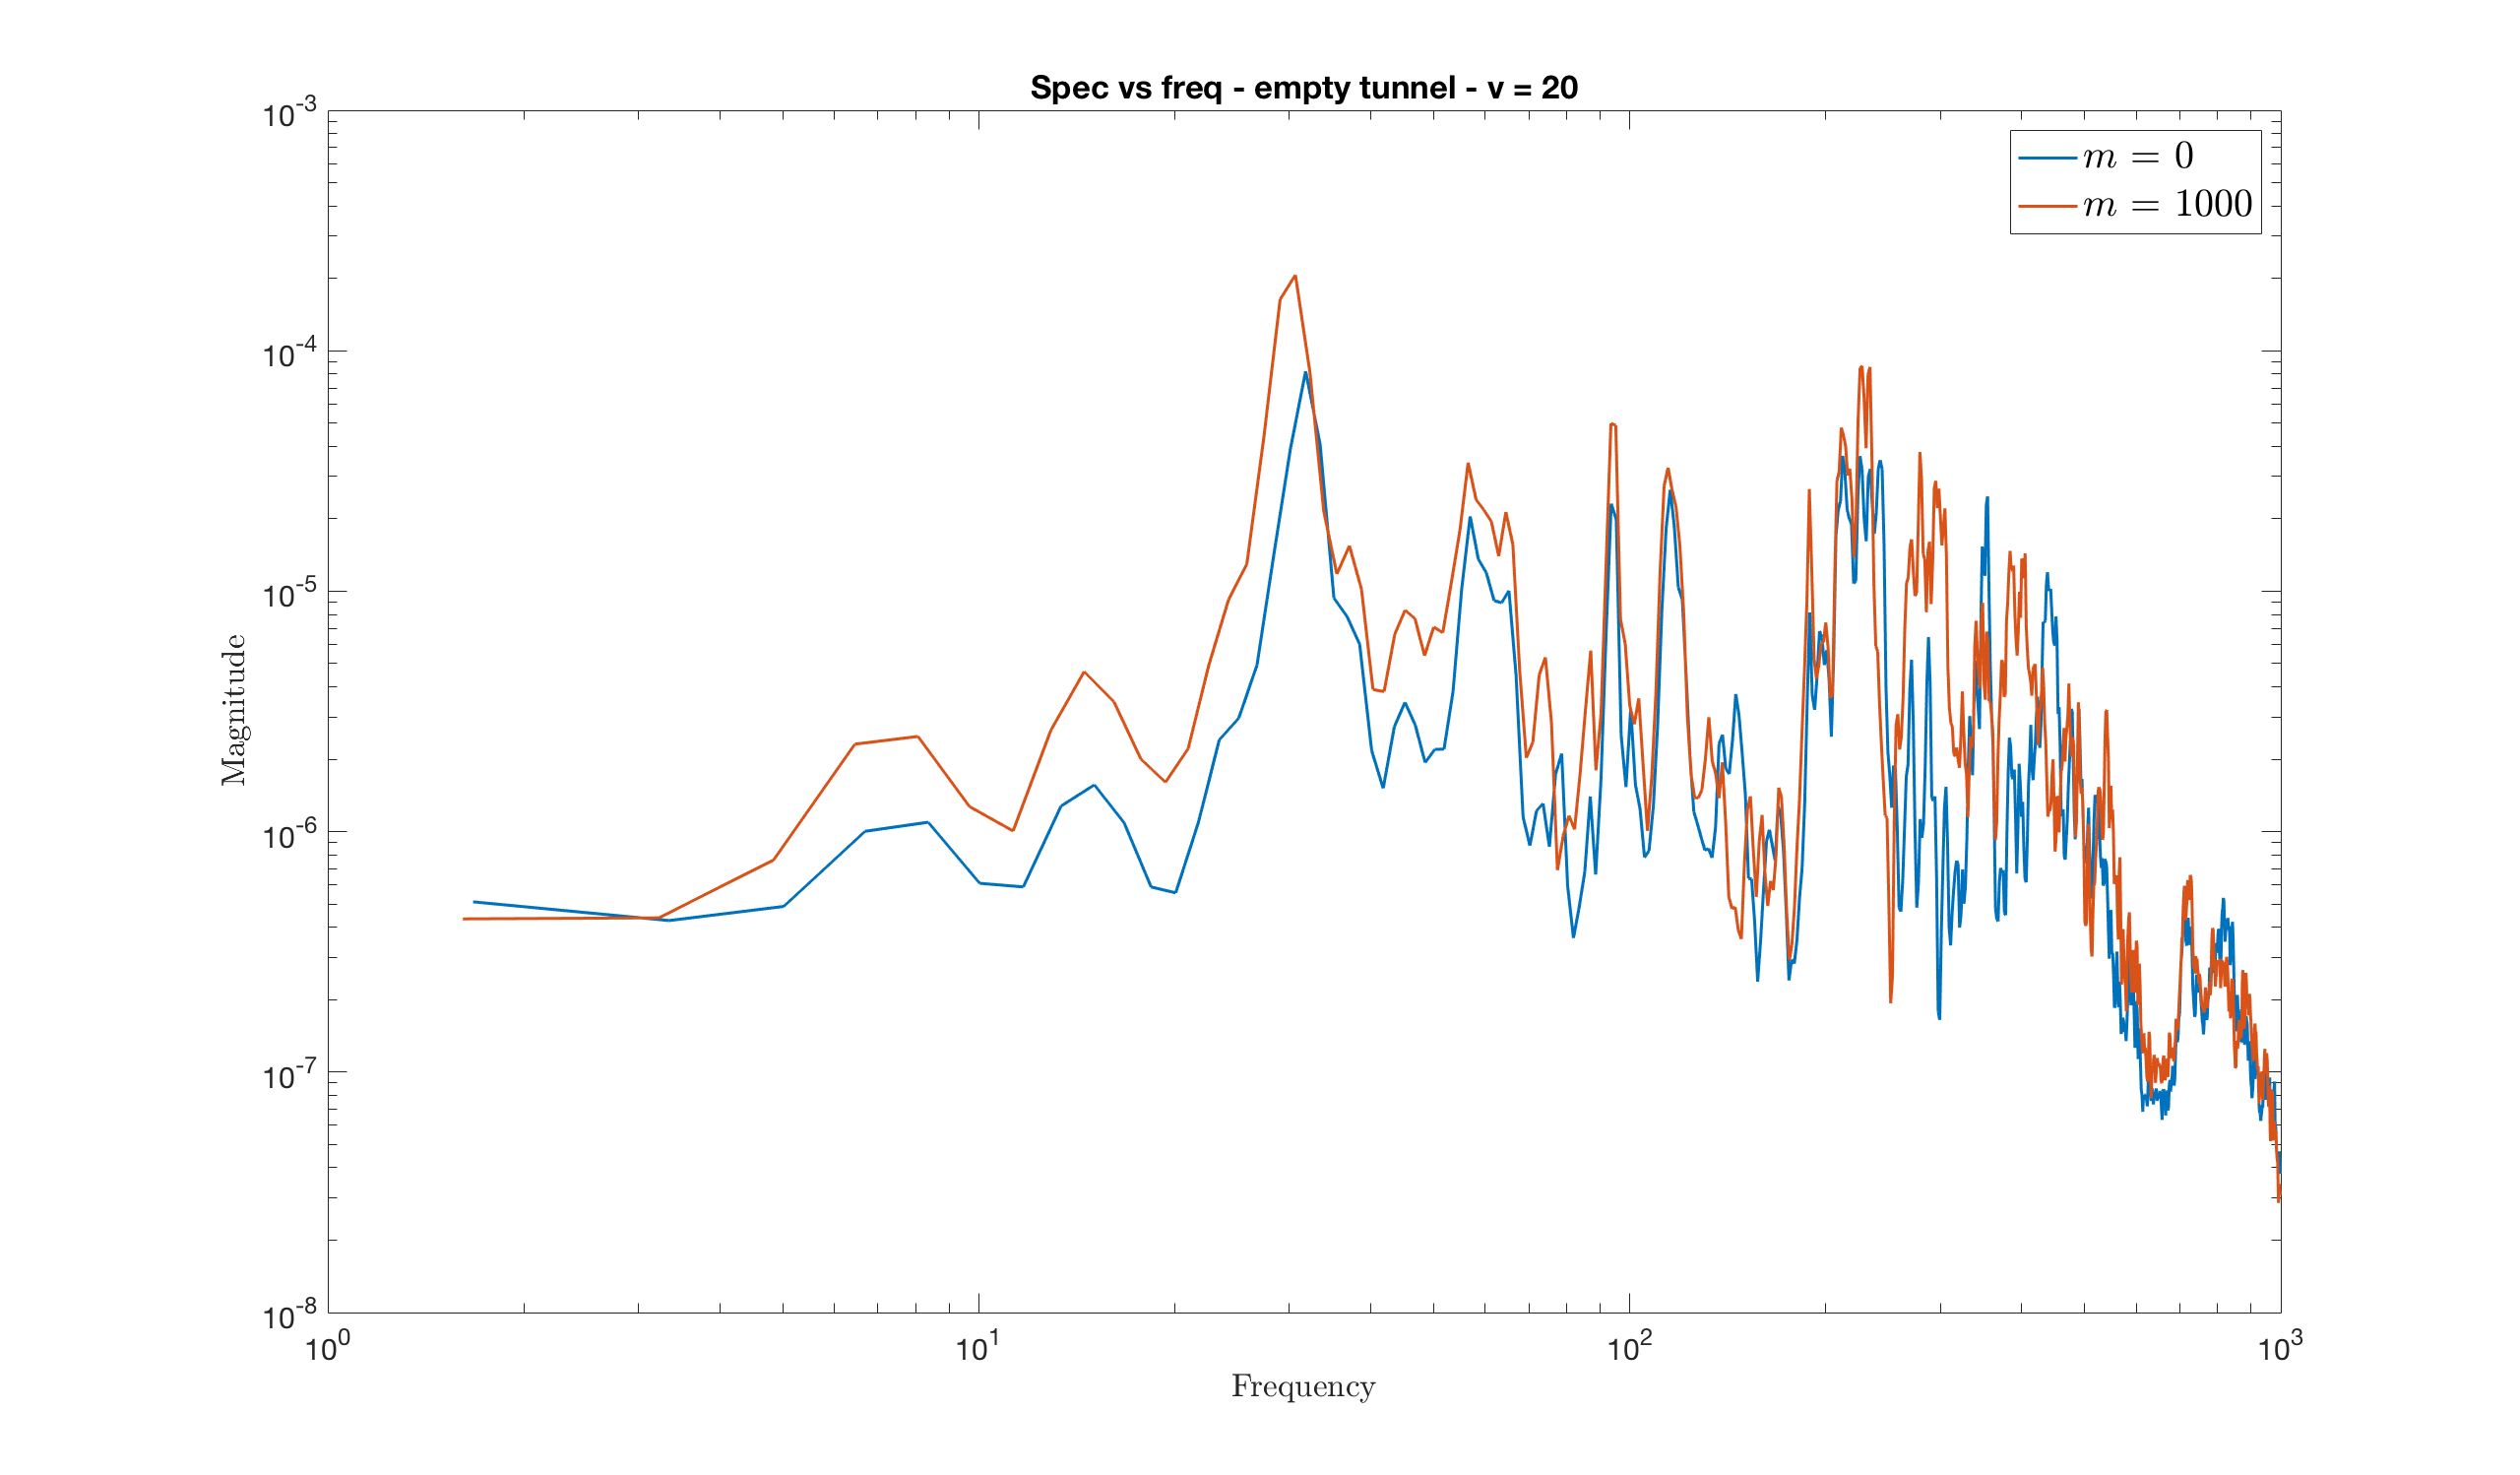 Spec vs freq - empty tunnel - v = 20
m = 0
m = 1000
10^-3
10^-4
10^-5
10^-6
10^-7
10^-8
Magnitude
10^0 10^1 10^2 10^3
Frequency